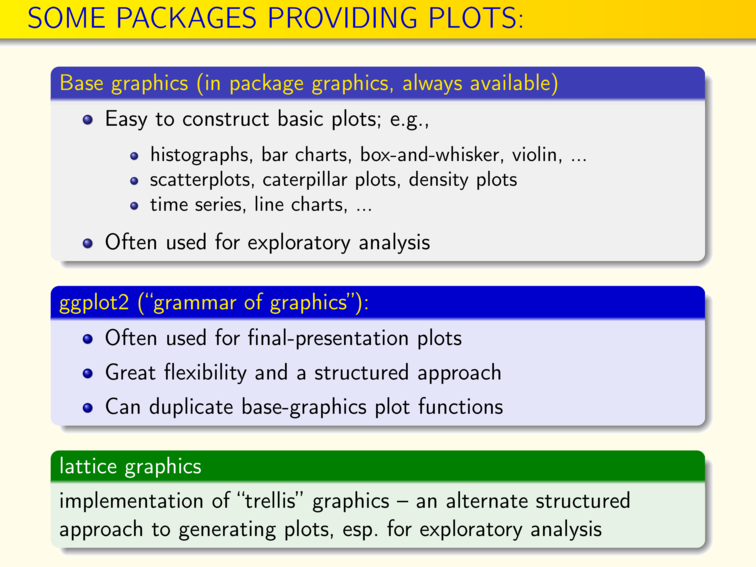 SOME PACKAGES PROVIDING PLOTS:
Base graphics (in package graphics, always available)
Easy to construct basic plots; e.g.,
histographs, bar charts, box-and-whisker, violin, ...
scatterplots, caterpillar plots, density plots
time series, line charts, ...
Often used for exploratory analysis
ggplot2 (“grammar of graphics”):
Often used for final-presentation plots
Great flexibility and a structured approach
Can duplicate base-graphics plot functions
lattice graphics
implementation of “trellis” graphics – an alternate structured
approach to generating plots, esp. for exploratory analysis